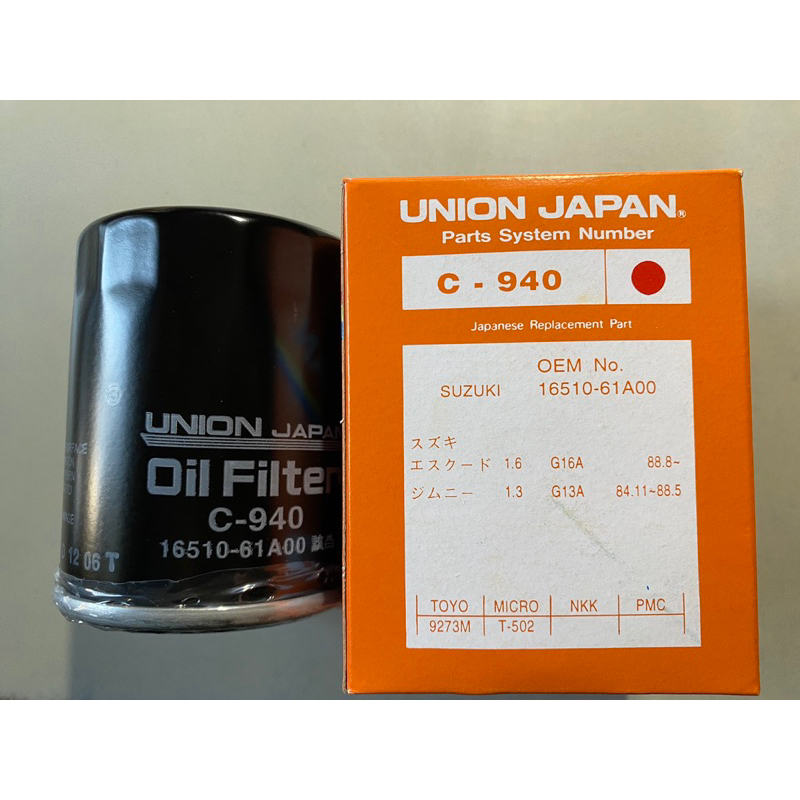 UNION JAPAN
Oil Filter
C-940
16510-61A00
12 06 T
UNION JAPAN®
Parts System Number
C - 940
Japanese Replacement Part
OEM No.
SUZUKI 16510-61A00
スズキ
エスクード 1.6 G16A 88.8~
ジムニー 1.3 G13A 84.11~88.5
TOYO MICRO NKK PMC
9273M T-502